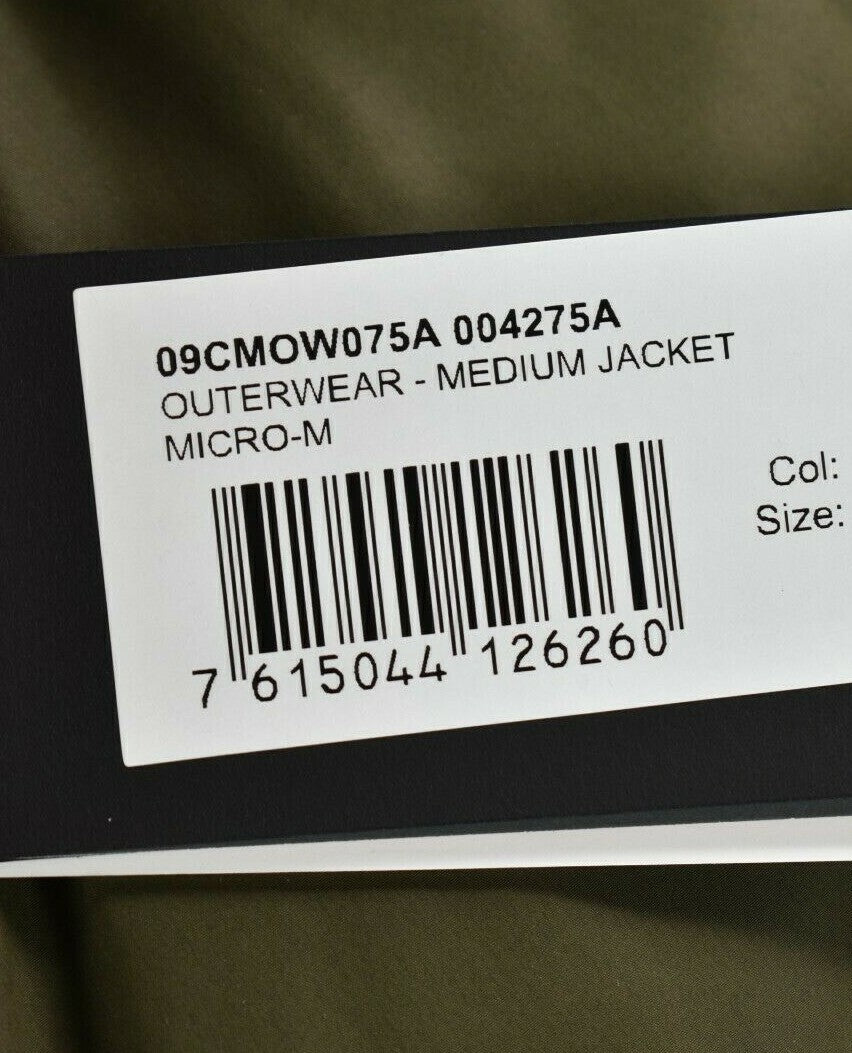 09CMOW075A 004275A
OUTERWEAR - MEDIUM JACKET
MICRO-M
Col:
Size:
7 615044 126260